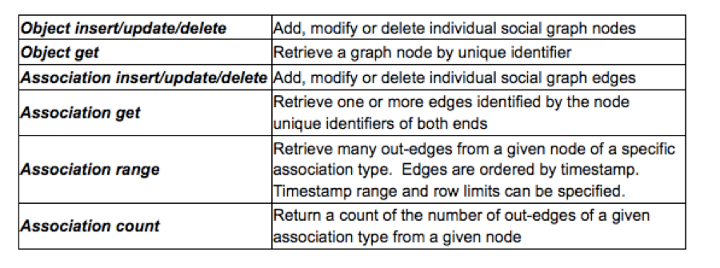 Object insert/update/delete Add, modify or delete individual social graph nodes
Object get Retrieve a graph node by unique identifier
Association insert/update/delete Add, modify or delete individual social graph edges
Association get
Retrieve one or more edges identified by the node
unique identifiers of both ends
Association range
Retrieve many out-edges from a given node of a specific
association type.  Edges are ordered by timestamp.
Timestamp range and row limits can be specified.
Association count
Return a count of the number of out-edges of a given
association type from a given node